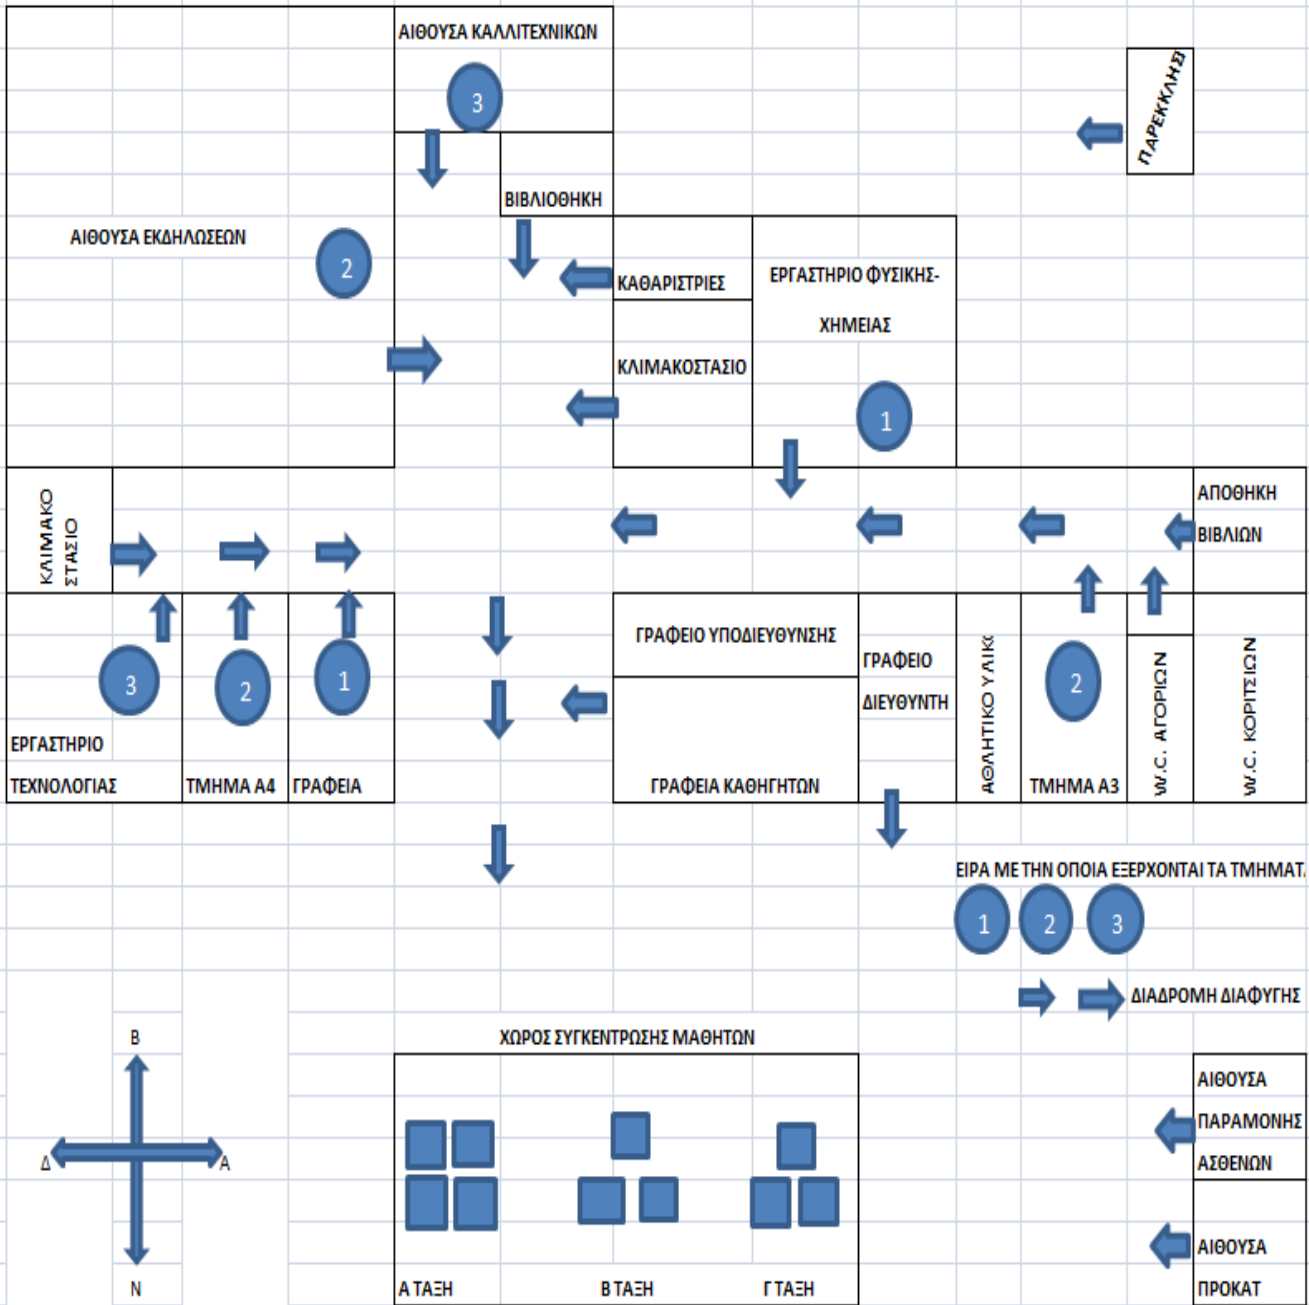 ΑΙΘΟΥΣΑ ΚΑΛΛΙΤΕΧΝΙΚΩΝ
3
ΠΑΡΕΚΚΛΗΣΙ
ΒΙΒΛΙΟΘΗΚΗ
ΑΙΘΟΥΣΑ ΕΚΔΗΛΩΣΕΩΝ
2
ΚΑΘΑΡΙΣΤΡΙΕΣ
ΕΡΓΑΣΤΗΡΙΟ ΦΥΣΙΚΗΣ-
ΧΗΜΕΙΑΣ
ΚΛΙΜΑΚΟΣΤΑΣΙΟ
1
ΚΛΙΜΑΚΟ
ΣΤΑΣΙΟ
ΑΠΟΘΗΚΗ
ΒΙΒΛΙΩΝ
3
ΕΡΓΑΣΤΗΡΙΟ
ΤΕΧΝΟΛΟΓΙΑΣ
2
ΤΜΗΜΑ Α4
1
ΓΡΑΦΕΙΑ
ΓΡΑΦΕΙΟ ΥΠΟΔΙΕΥΘΥΝΣΗΣ
ΓΡΑΦΕΙΑ ΚΑΘΗΓΗΤΩΝ
ΓΡΑΦΕΙΟ
ΔΙΕΥΘΥΝΤΗ
ΑΘΛΗΤΙΚΟ ΥΛΙΚ
2
ΤΜΗΜΑ Α3
W.C. ΑΓΟΡΙΩΝ
W.C. ΚΟΡΙΤΣΙΩΝ
ΕΙΡΑ ΜΕ ΤΗΝ ΟΠΟΙΑ ΕΞΕΡΧΟΝΤΑΙ ΤΑ ΤΜΗΜΑΤ
1 2 3
ΔΙΑΔΡΟΜΗ ΔΙΑΦΥΓΗΣ
Β
Δ Α
Ν
ΧΩΡΟΣ ΣΥΓΚΕΝΤΡΩΣΗΣ ΜΑΘΗΤΩΝ
Α ΤΑΞΗ Β ΤΑΞΗ Γ ΤΑΞΗ
ΑΙΘΟΥΣΑ
ΠΑΡΑΜΟΝΗΣ
ΑΣΘΕΝΩΝ
ΑΙΘΟΥΣΑ
ΠΡΟΚΑΤ